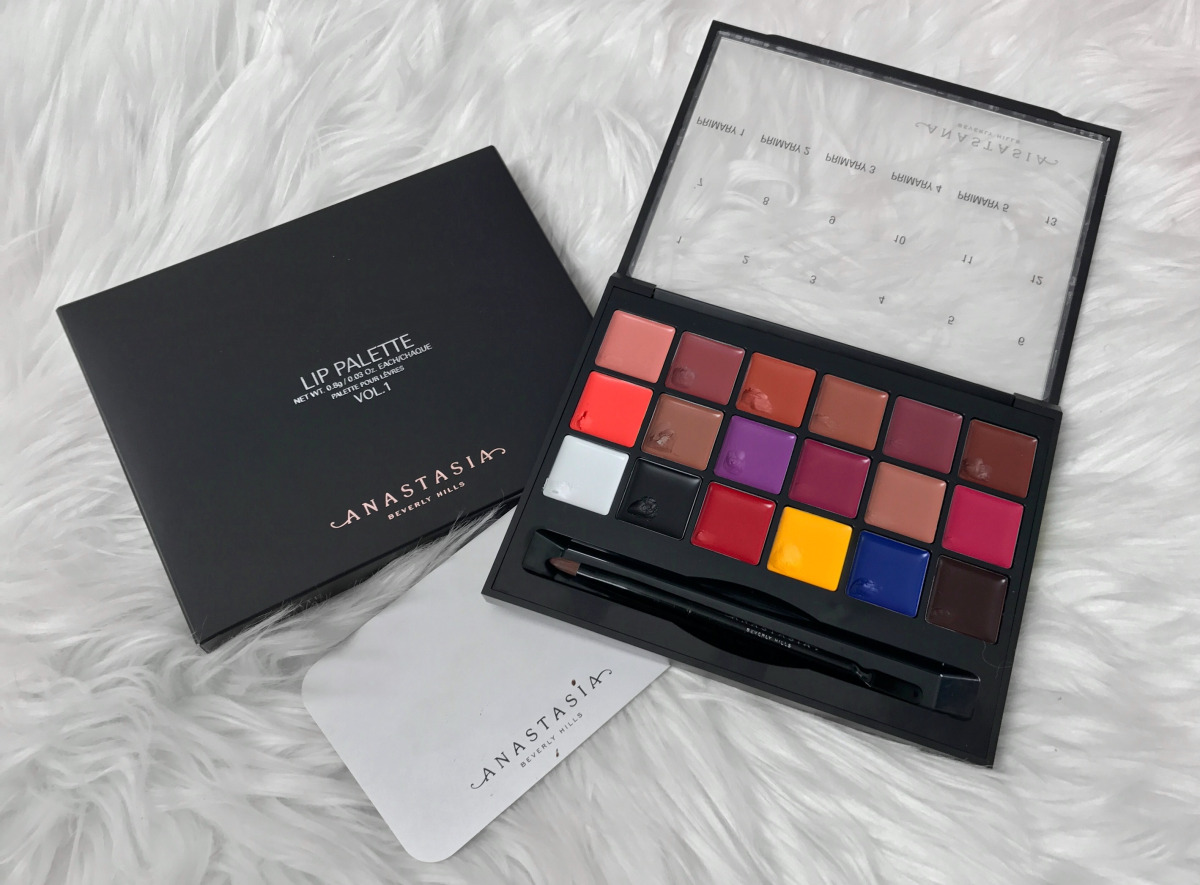 LIP PALETTE
NET WT. 0.8g / 0.03 Oz. EACH/CHAQUE
PALETTE POUR LÈVRES
VOL.1
ANASTASIA
BEVERLY HILLS
ANASTASIA
BEVERLY HILLS
ANASTASIA
BEVERLY HILLS
PRIMARY 1 PRIMARY 2 PRIMARY 3 PRIMARY 4 PRIMARY 5 13
7 8 9 10 11 12
1 2 3 4 5 6
BEVERLY HILLS